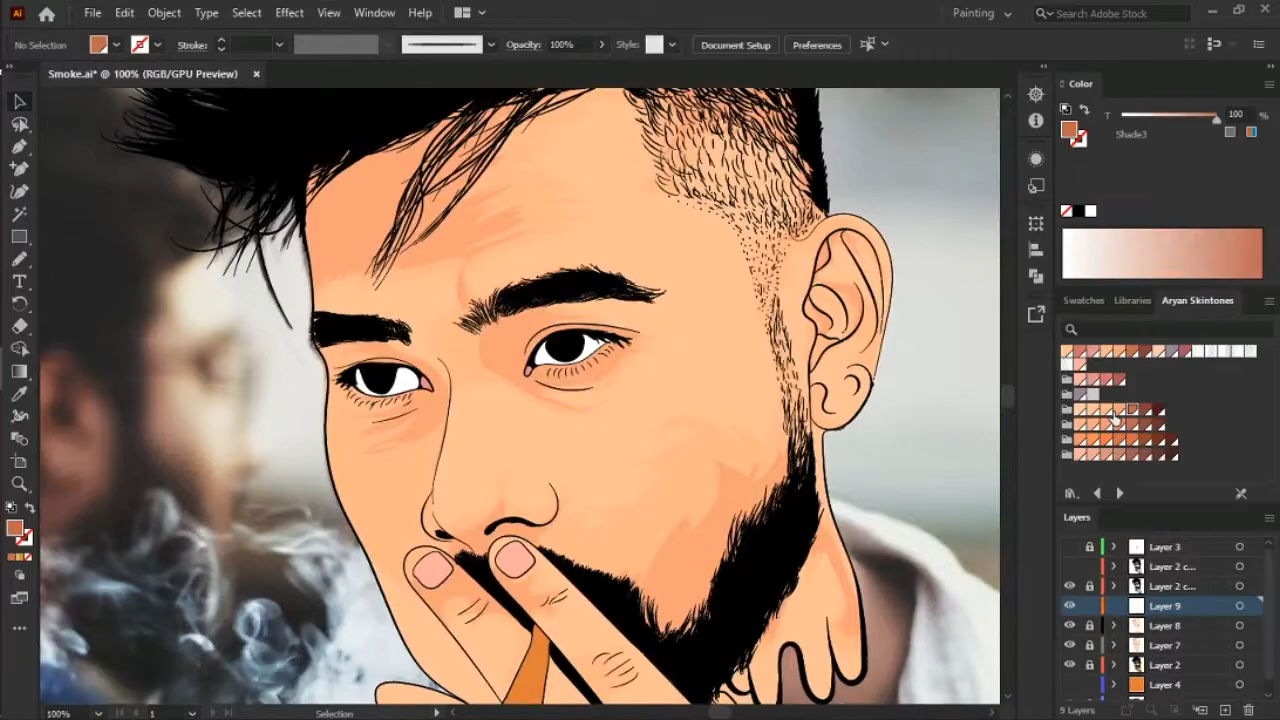 Ai File Edit Object Type Select Effect View Window Help Painting Search Adobe Stock
No Selection Stroke: Opacity: 100% Style: Document Setup Preferences
Smoke.ai* @ 100% (RGB/GPU Preview)
Color
T 100 %
Shade3
Swatches Libraries Aryan Skintones
Layers
Layer 3
Layer 2 c...
Layer 2 c...
Layer 9
Layer 8
Layer 7
Layer 2
Layer 4
9 Layers
100% 1 Selection